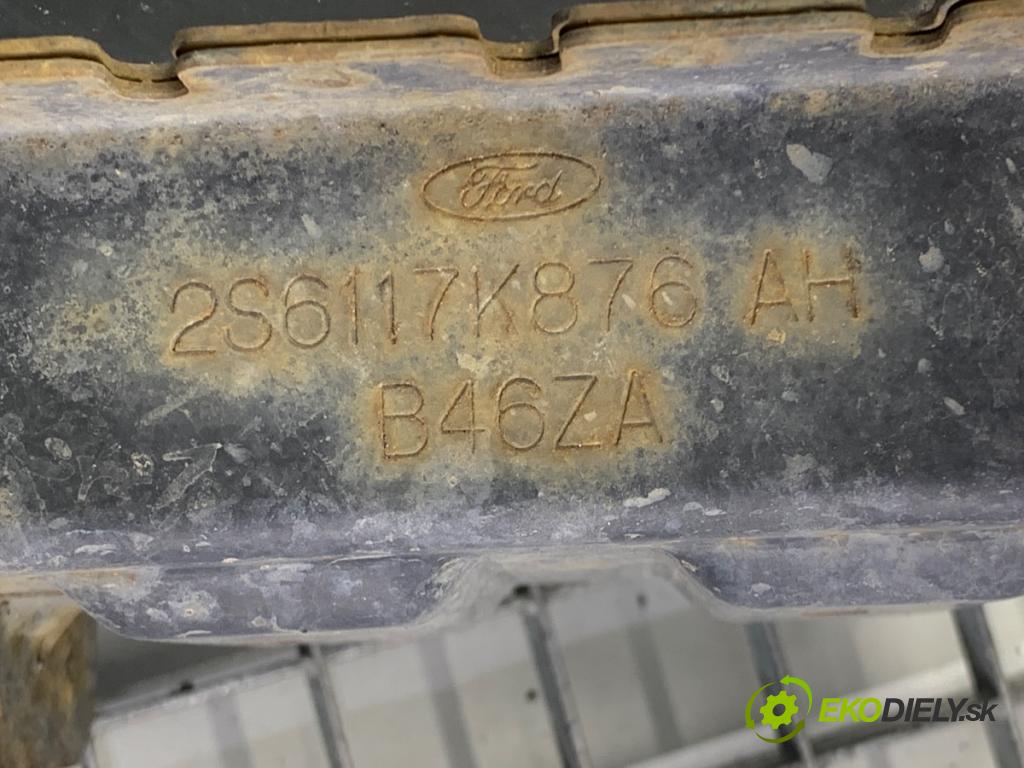 Ford
2S6117K876 AH
B46ZA
EKODIELY.sk